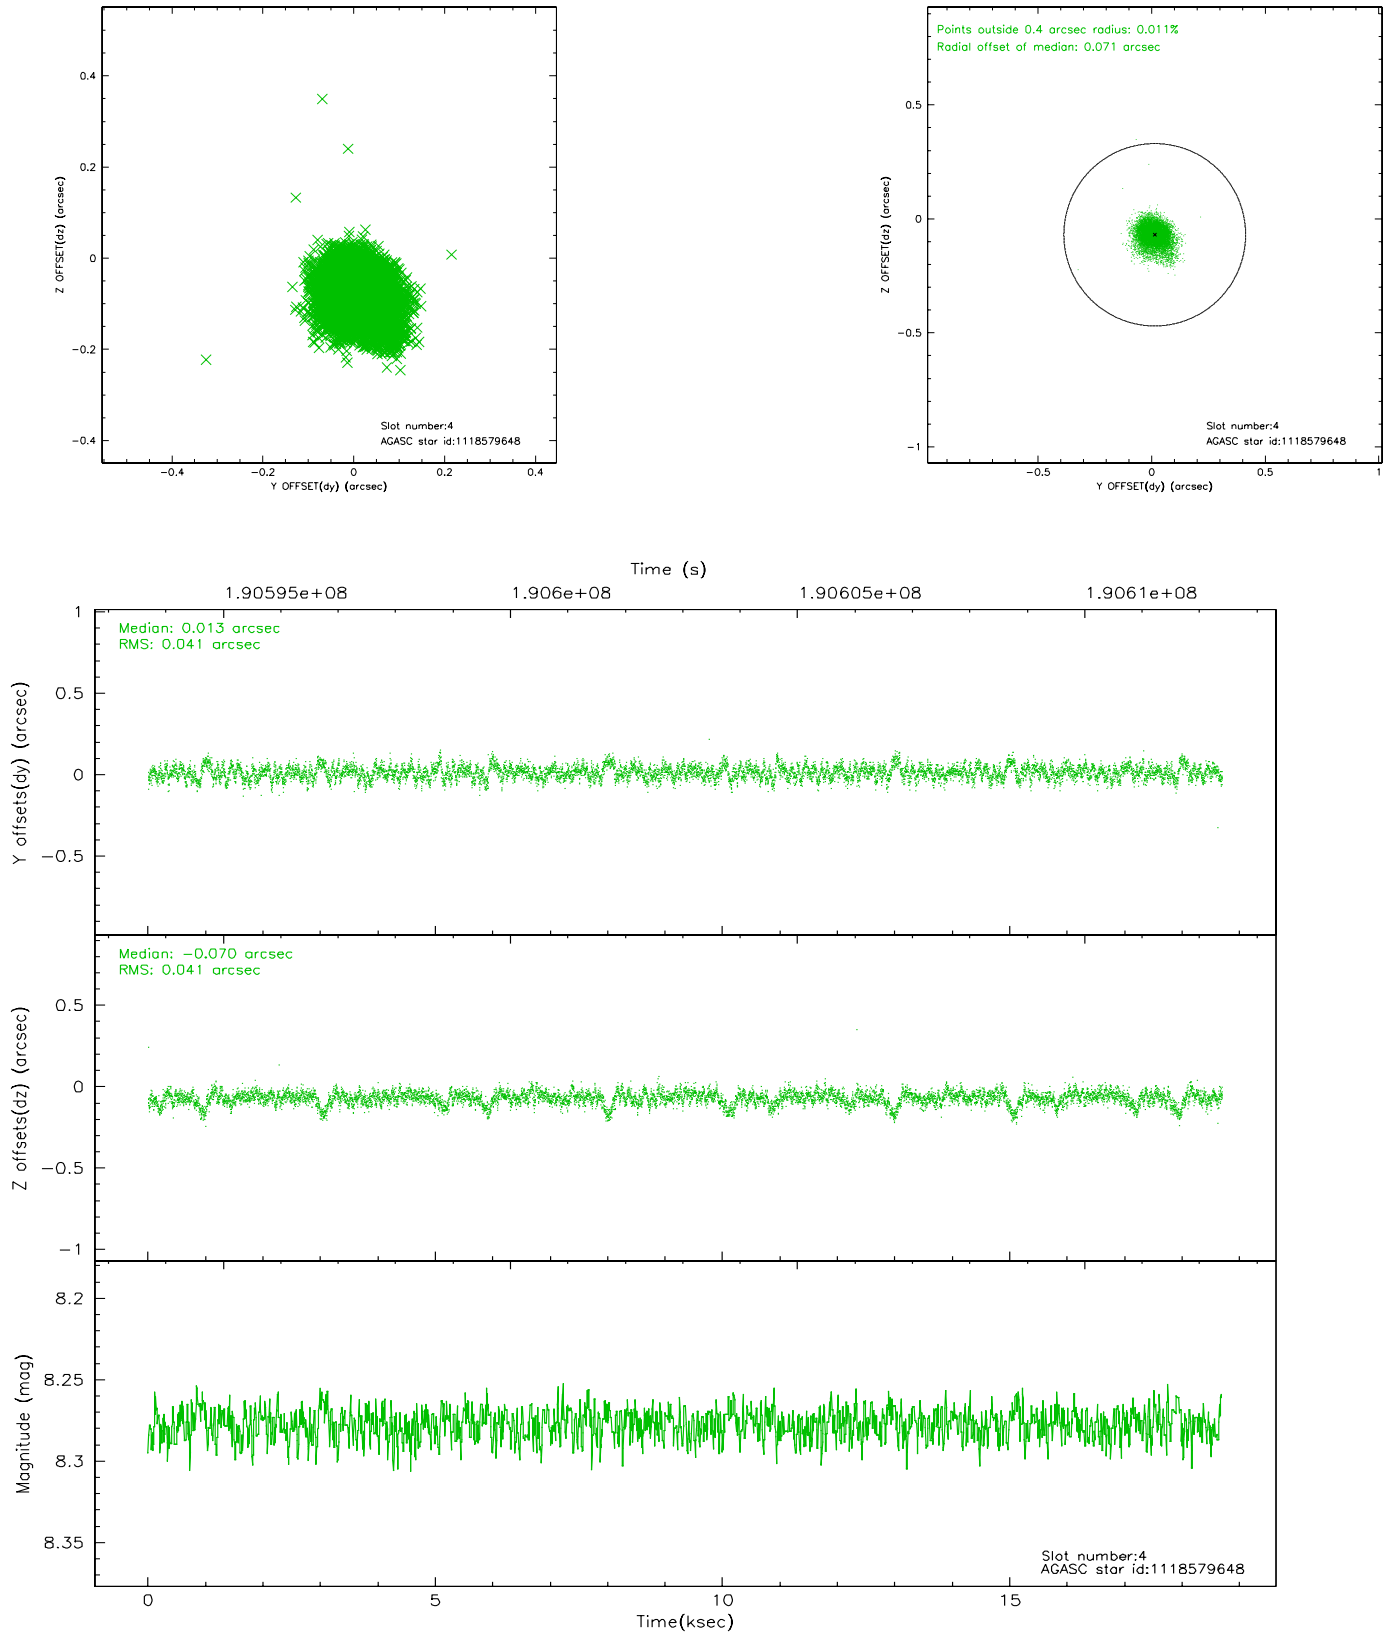 Points outside 0.4 arcsec radius: 0.011%
Radial offset of median: 0.071 arcsec
0.4
0.2
0
−0.2
−0.4
Z OFFSET(dz) (arcsec)
Slot number:4
AGASC star id:1118579648
−0.4 −0.2 0 0.2 0.4
Y OFFSET(dy) (arcsec)
0.5
0
−0.5
−1
Z OFFSET(dz) (arcsec)
Slot number:4
AGASC star id:1118579648
−0.5 0 0.5 1
Y OFFSET(dy) (arcsec)
Time (s)
1.90595e+08 1.906e+08 1.90605e+08 1.9061e+08
Median: 0.013 arcsec
RMS: 0.041 arcsec
1
0.5
0
−0.5
Y offsets(dy) (arcsec)
Median: −0.070 arcsec
RMS: 0.041 arcsec
0.5
0
−0.5
−1
Z offsets(dz) (arcsec)
8.2
8.25
8.3
8.35
Magnitude (mag)
Slot number:4
AGASC star id:1118579648
0 5 10 15
Time(ksec)